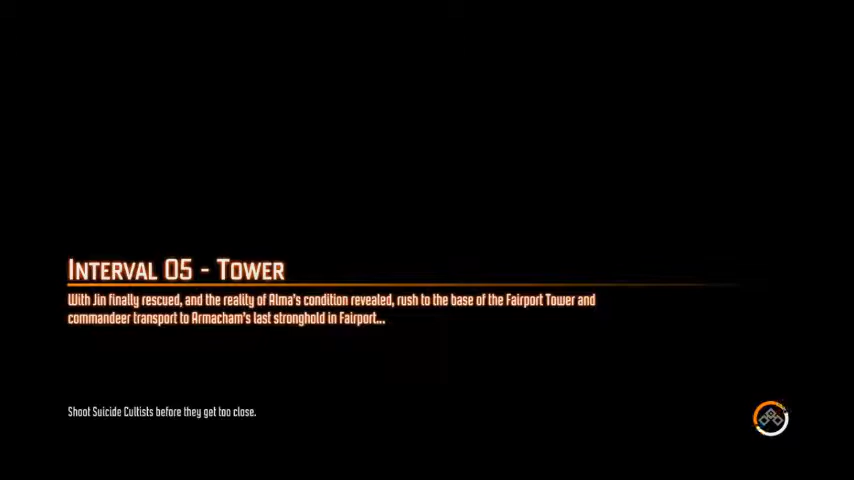 Interval 05 - Tower
With Jin finally rescued, and the reality of Alma's condition revealed, rush to the base of the Fairport Tower and
commandeer transport to Armacham's last stronghold in Fairport...
Shoot Suicide Cultists before they get too close.